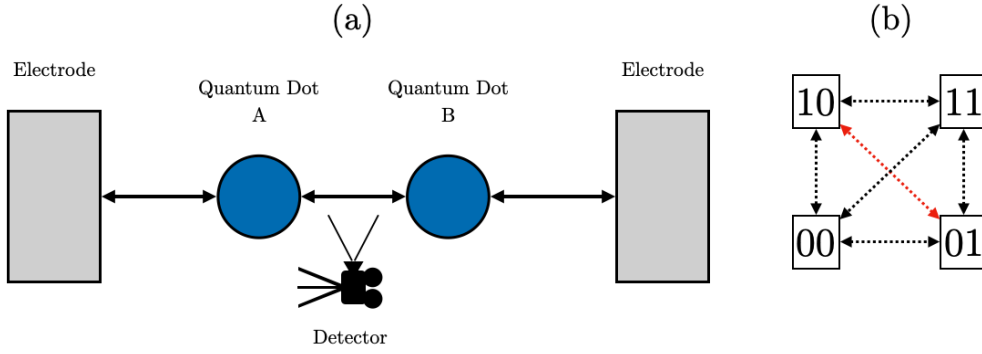 (a)
Electrode
Quantum Dot
A
Quantum Dot
B
Electrode
Detector
(b)
10
11
00
01